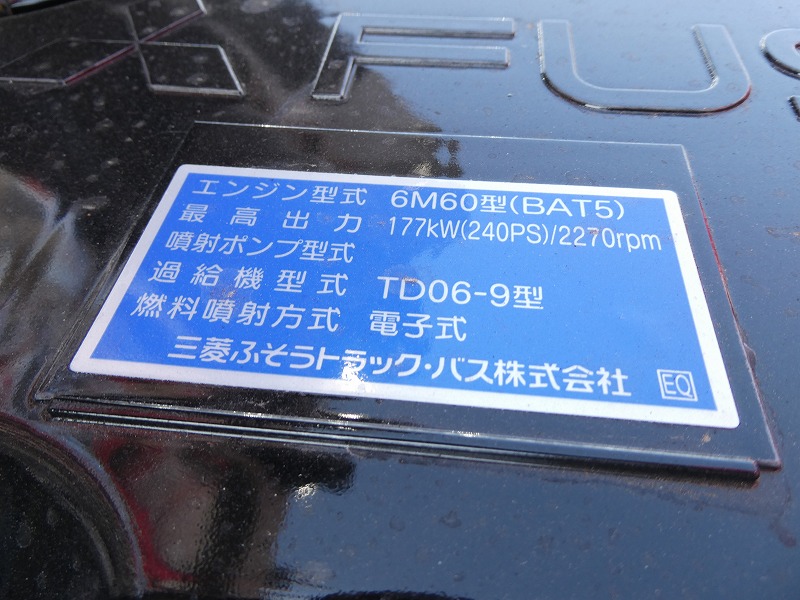 FUS
エンジン型式 6M60型(BAT5)
最高出力 177kW(240PS)/2270rpm
噴射ポンプ型式
過給機型式 TD06-9型
燃料噴射方式 電子式
三菱ふそうトラック・バス株式会社 EQ